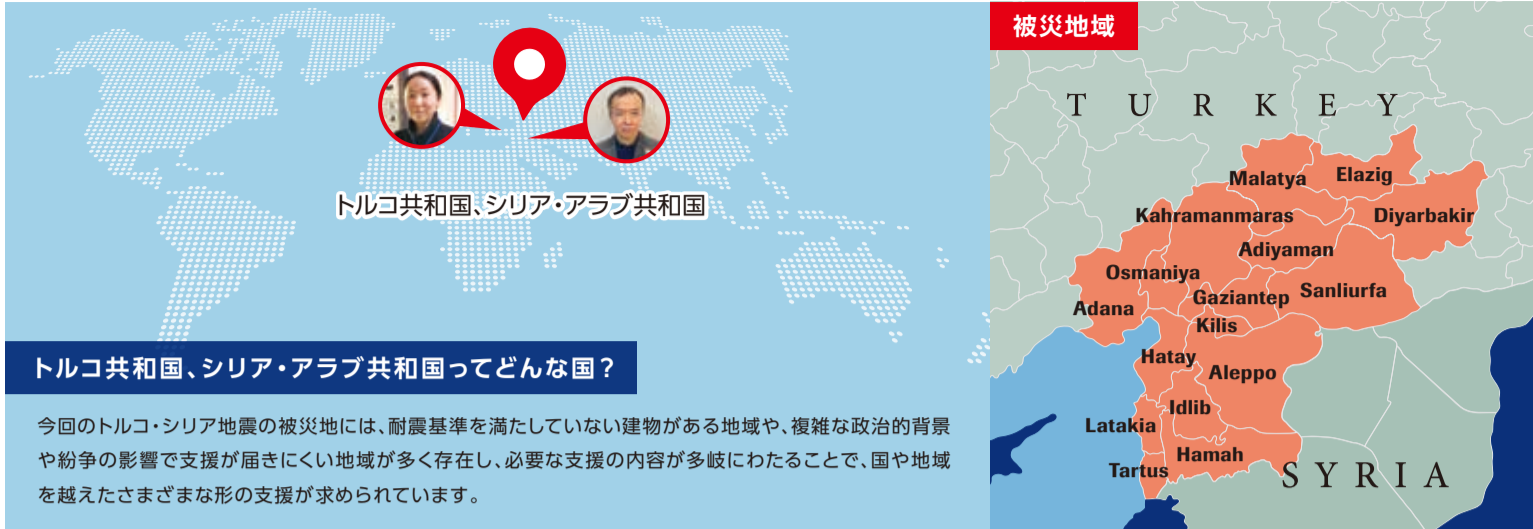 トルコ共和国、シリア・アラブ共和国
トルコ共和国、シリア・アラブ共和国ってどんな国？
今回のトルコ・シリア地震の被災地には、耐震基準を満たしていない建物がある地域や、複雑な政治的背景
や紛争の影響で支援が届きにくい地域が多く存在し、必要な支援の内容が多岐にわたることで、国や地域
を越えたさまざまな形の支援が求められています。
被災地域
TURKEY
Malatya
Elazig
Kahramanmaras
Diyarbakir
Adiyaman
Osmaniya
Gaziantep
Sanliurfa
Adana
Kilis
Hatay
Aleppo
Idlib
Latakia
Hamah
Tartus
SYRIA